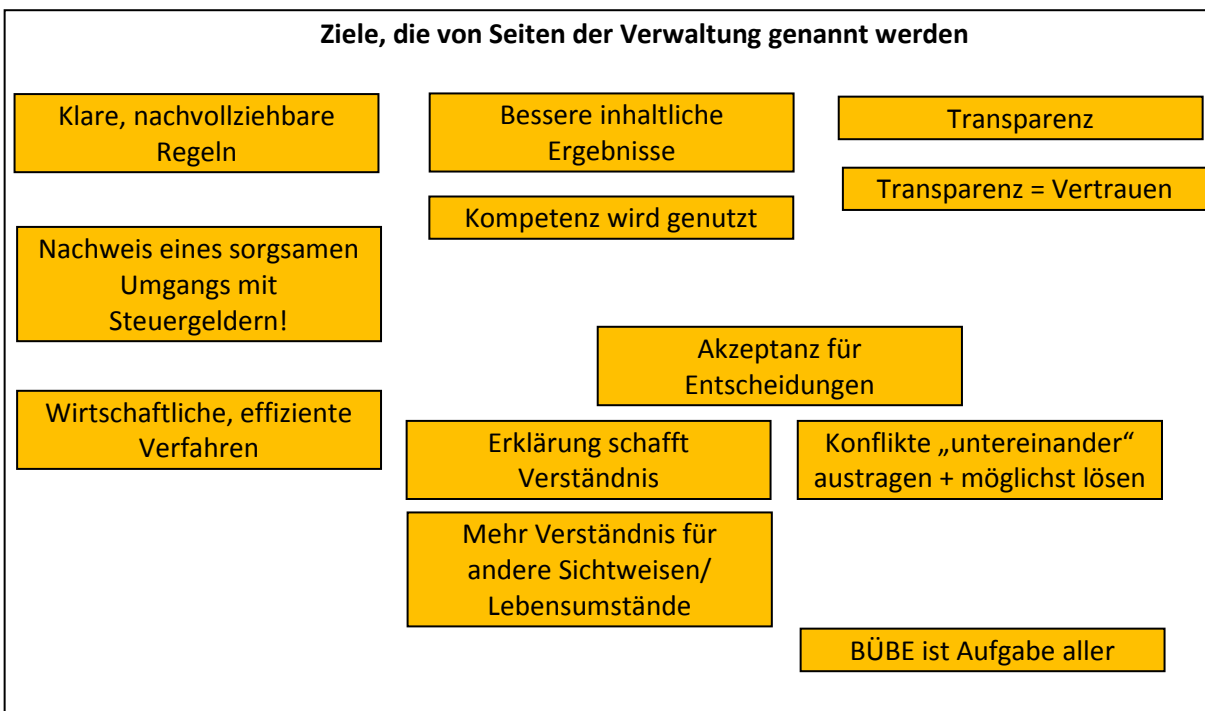 Ziele, die von Seiten der Verwaltung genannt werden
Klare, nachvollziehbare
Regeln
Bessere inhaltliche
Ergebnisse
Transparenz
Transparenz = Vertrauen
Kompetenz wird genutzt
Nachweis eines sorgsamen
Umgangs mit
Steuergeldern!
Akzeptanz für
Entscheidungen
Wirtschaftliche, effiziente
Verfahren
Erklärung schafft
Verständnis
Konflikte „untereinander“
austragen + möglichst lösen
Mehr Verständnis für
andere Sichtweisen/
Lebensumstände
BÜBE ist Aufgabe aller